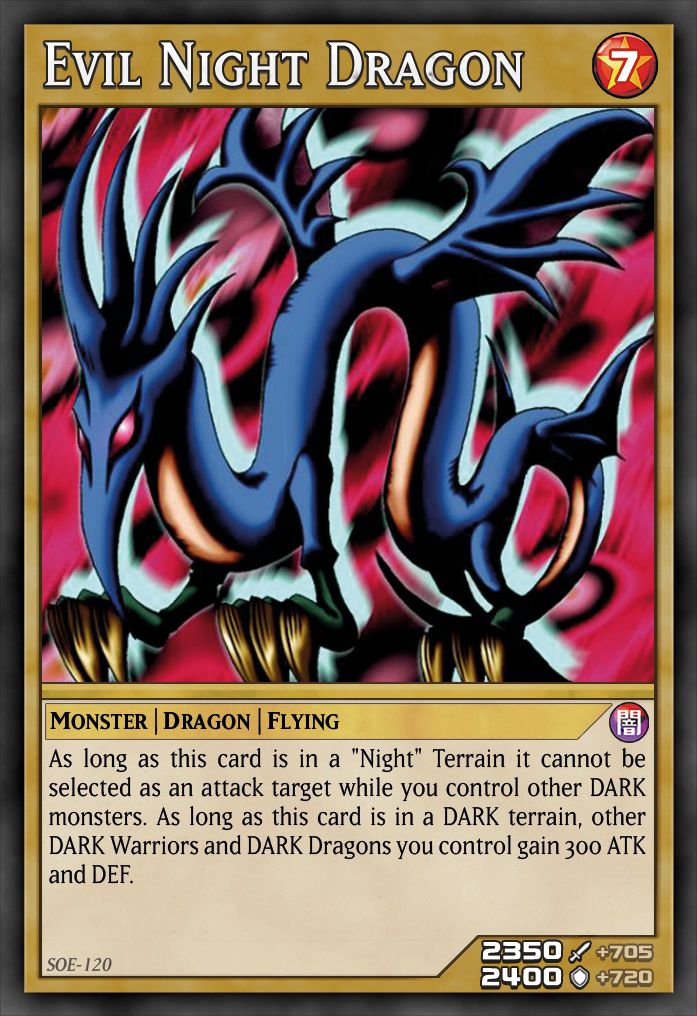 Evil Night Dragon
7
Monster | Dragon | Flying
闇
As long as this card is in a "Night" Terrain it cannot be
selected as an attack target while you control other DARK
monsters. As long as this card is in a DARK terrain, other
DARK Warriors and DARK Dragons you control gain 300 ATK
and DEF.
2350 +705
SOE-120
2400 +720